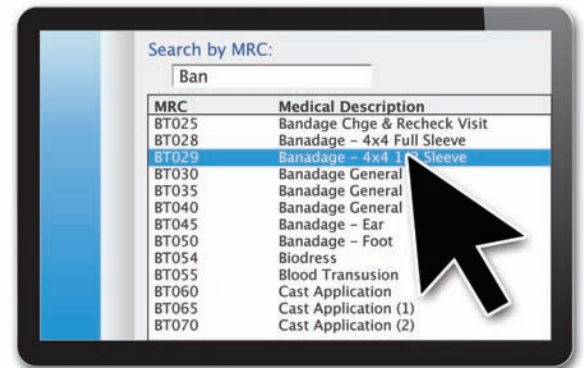 Search by MRC:
Ban
MRC Medical Description
BT025 Bandage Chge & Recheck Visit
BT028 Banadage – 4x4 Full Sleeve
BT029 Banadage – 4x4 Sleeve
BT030 Banadage General
BT035 Banadage General
BT040 Banadage General
BT045 Banadage – Ear
BT050 Banadage – Foot
BT054 Biodress
BT055 Blood Transusion
BT060 Cast Application
BT065 Cast Application (1)
BT070 Cast Application (2)